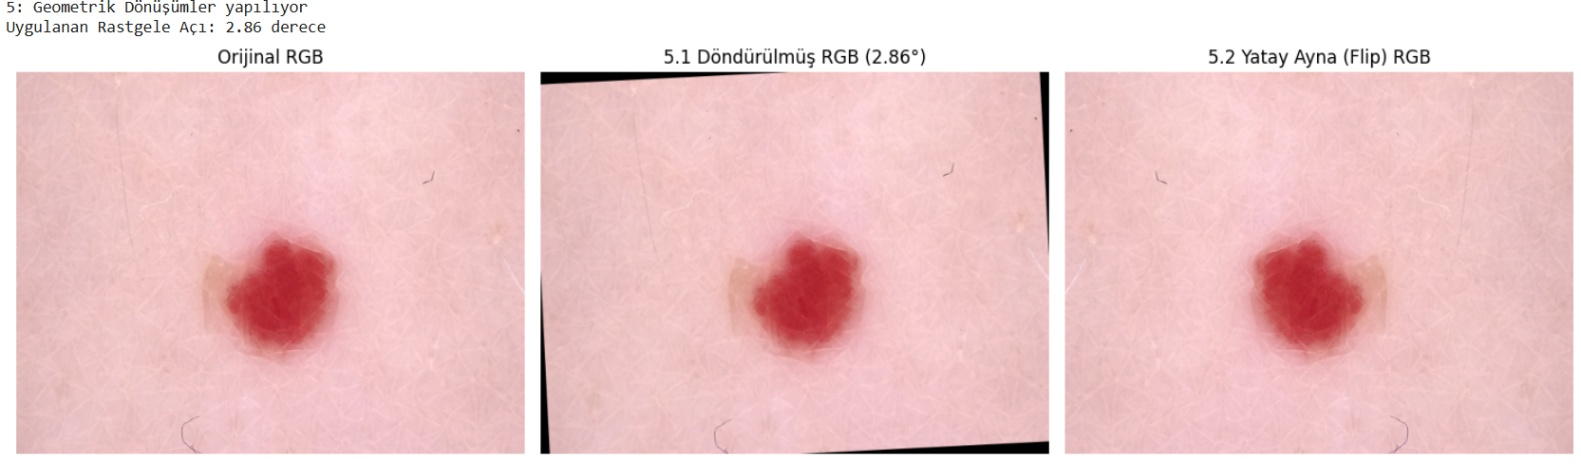 5: Geometrik Dönüşümler yapılıyor
Uygulanan Rastgele Açı: 2.86 derece
Orijinal RGB
5.1 Döndürülmüş RGB (2.86°)
5.2 Yatay Ayna (Flip) RGB